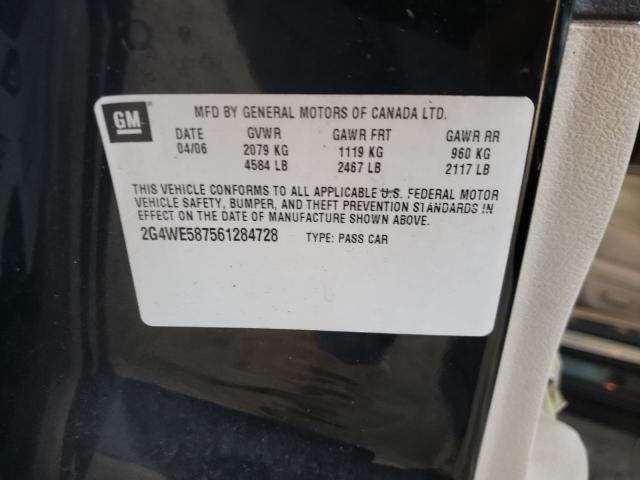 GM
MFD BY GENERAL MOTORS OF CANADA LTD.
DATE GVWR GAWR FRT GAWR RR
04/06 2079 KG 1119 KG 960 KG
4584 LB 2467 LB 2117 LB
THIS VEHICLE CONFORMS TO ALL APPLICABLE U.S. FEDERAL MOTOR
VEHICLE SAFETY, BUMPER, AND THEFT PREVENTION STANDARDS IN
EFFECT ON THE DATE OF MANUFACTURE SHOWN ABOVE.
2G4WE587561284728 TYPE: PASS CAR